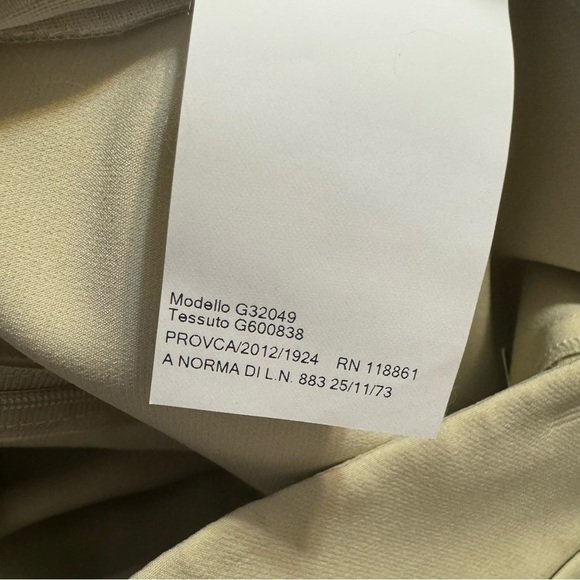 Modello G32049
Tessuto G600838
PROVCA/2012/1924 RN 118861
A NORMA DI L.N. 883 25/11/73